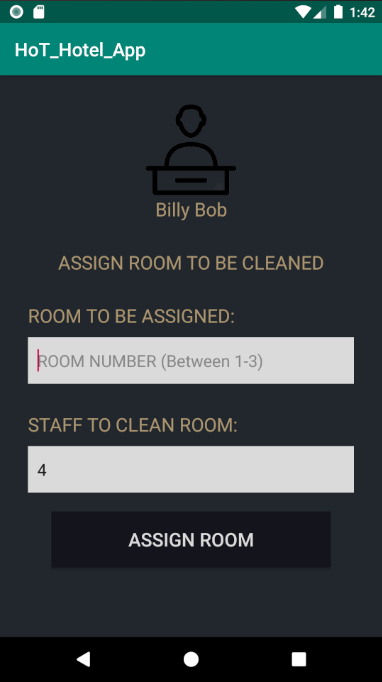 1:42
HoT_Hotel_App
Billy Bob
ASSIGN ROOM TO BE CLEANED
ROOM TO BE ASSIGNED:
ROOM NUMBER (Between 1-3)
STAFF TO CLEAN ROOM:
4
ASSIGN ROOM